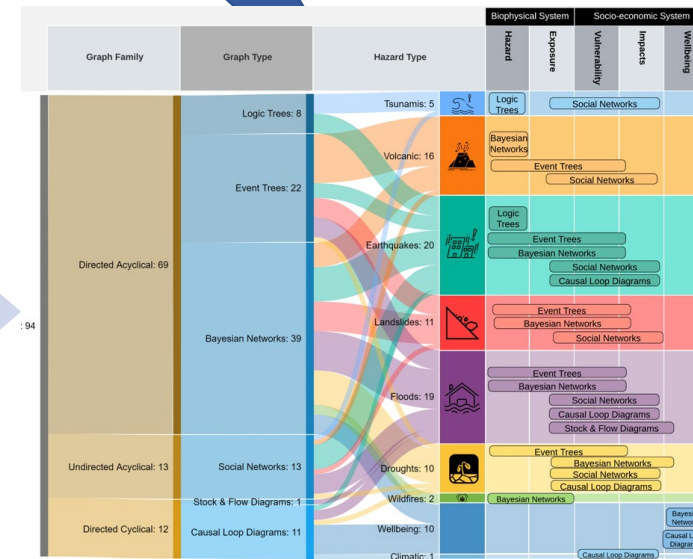 Biophysical System
Socio-economic System
Graph Family
Graph Type
Hazard Type
Hazard
Exposure
Vulnerability
Impacts
Wellbeing
: 94
Directed Acyclical: 69
Undirected Acyclical: 13
Directed Cyclical: 12
Logic Trees: 8
Event Trees: 22
Bayesian Networks: 39
Social Networks: 13
Stock & Flow Diagrams: 1
Causal Loop Diagrams: 11
Tsunamis: 5
Logic
Trees
Social Networks
Volcanic: 16
Bayesian
Networks
Event Trees
Social Networks
Earthquakes: 20
Logic
Trees
Event Trees
Bayesian Networks
Social Networks
Causal Loop Diagrams
Landslides: 11
Event Trees
Bayesian Networks
Social Networks
Floods: 19
Event Trees
Bayesian Networks
Social Networks
Causal Loop Diagrams
Stock & Flow Diagrams
Droughts: 10
Event Trees
Bayesian Networks
Social Networks
Causal Loop Diagrams
Wildfires: 2
Bayesian Networks
Wellbeing: 10
Bayesi
Networ
Causal L
Diagra
Climatic: 1
Causal Loop Diagrams